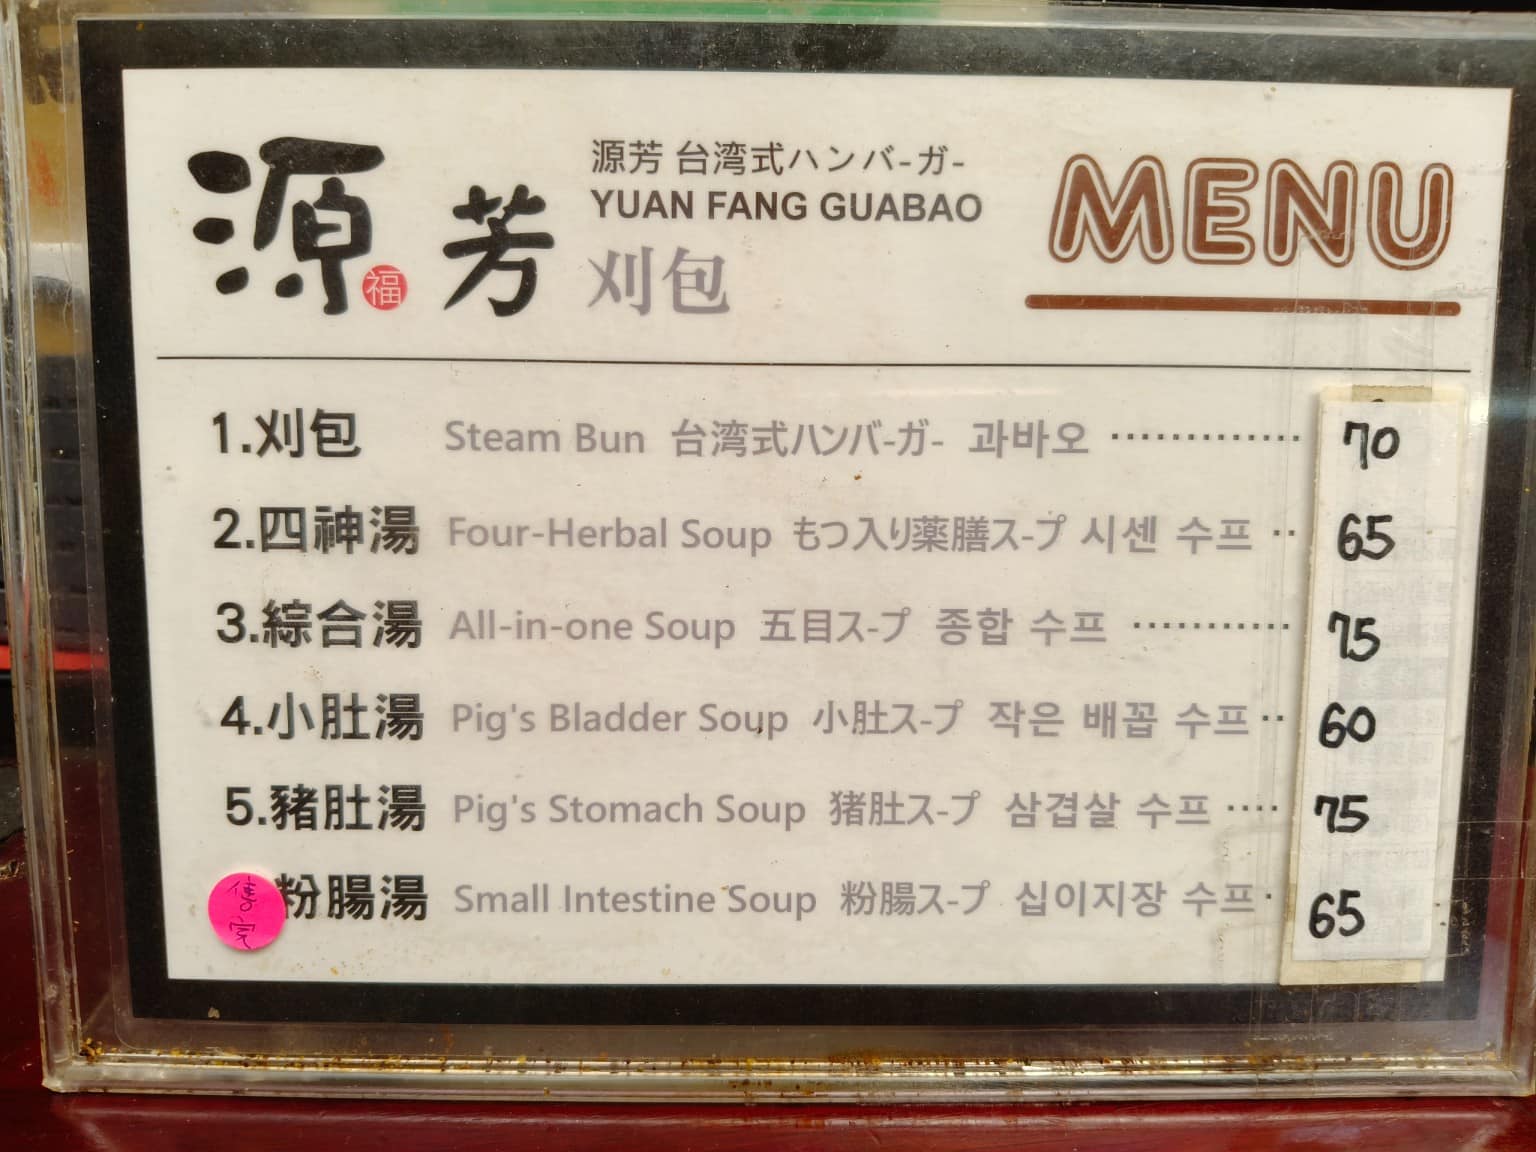 源芳
福
源芳 台湾式ハンバ-ガ-
YUAN FANG GUABAO
刈包
MENU
1.刈包 Steam Bun 台湾式ハンバ-ガ- 과바오 ············· 70
2.四神湯 Four-Herbal Soup もつ入り薬膳ス-プ 시센 수프 ·· 65
3.綜合湯 All-in-one Soup 五目ス-プ 종합 수프 ··········· 75
4.小肚湯 Pig's Bladder Soup 小肚ス-プ 작은 배꼽 수프 ·· 60
5.豬肚湯 Pig's Stomach Soup 猪肚ス-プ 삼겹살 수프 ···· 75
售完 粉腸湯 Small Intestine Soup 粉腸ス-プ 십이지장 수프 · 65